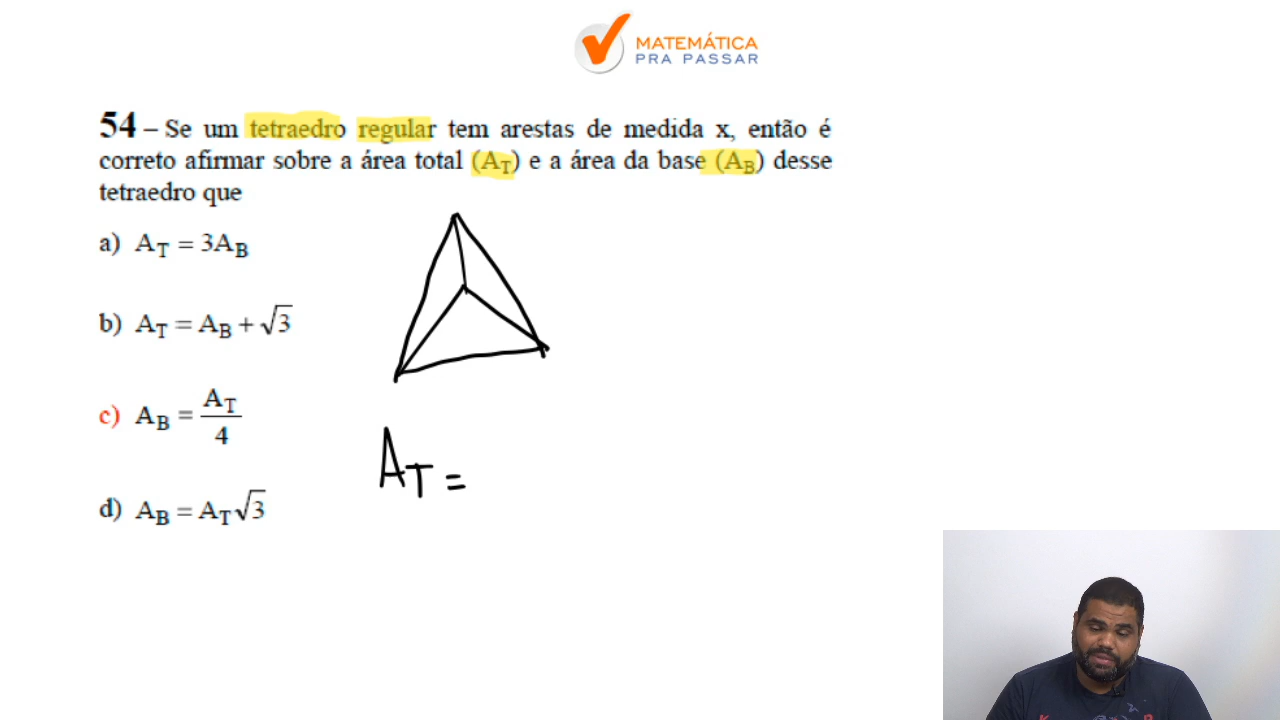 MATEMÁTICA
PRA PASSAR
54 – Se um tetraedro regular tem arestas de medida x, então é
correto afirmar sobre a área total (A_T) e a área da base (A_B) desse
tetraedro que
a) A_T = 3A_B
b) A_T = A_B + √3
c) A_B = A_T/4
d) A_B = A_T√3
A_T =